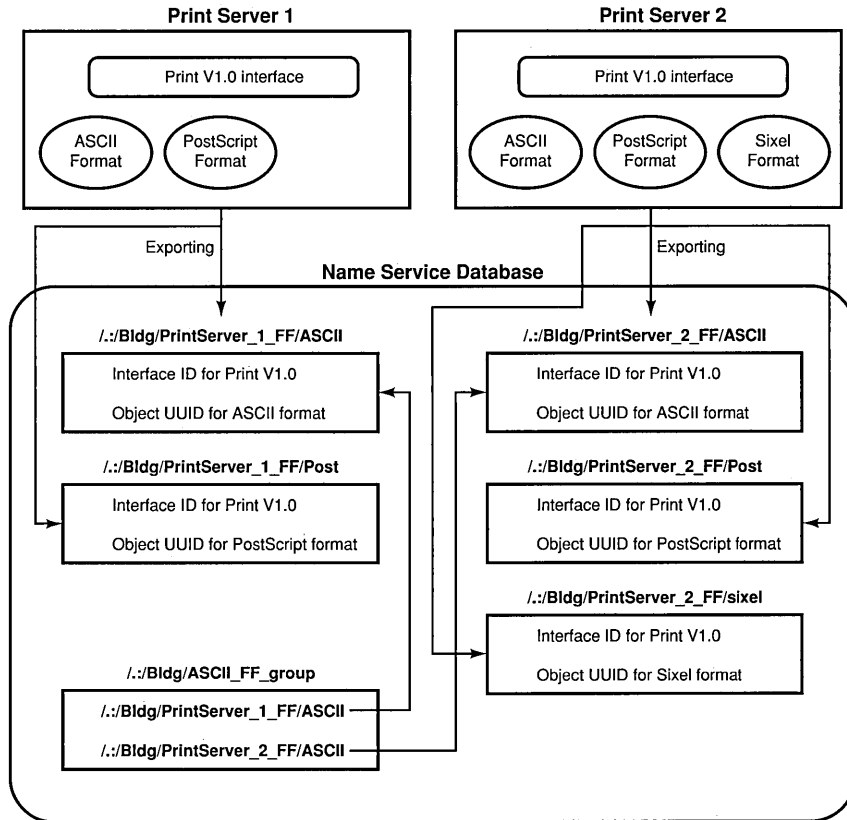 Print Server 1
Print V1.0 interface
ASCII
Format
PostScript
Format
Print Server 2
Print V1.0 interface
ASCII
Format
PostScript
Format
Sixel
Format
Exporting
Exporting
Name Service Database
/.:/Bldg/PrintServer_1_FF/ASCII
Interface ID for Print V1.0
Object UUID for ASCII format
/.:/Bldg/PrintServer_1_FF/Post
Interface ID for Print V1.0
Object UUID for PostScript format
/.:/Bldg/ASCII_FF_group
/.:/Bldg/PrintServer_1_FF/ASCII
/.:/Bldg/PrintServer_2_FF/ASCII
/.:/Bldg/PrintServer_2_FF/ASCII
Interface ID for Print V1.0
Object UUID for ASCII format
/.:/Bldg/PrintServer_2_FF/Post
Interface ID for Print V1.0
Object UUID for PostScript format
/.:/Bldg/PrintServer_2_FF/sixel
Interface ID for Print V1.0
Object UUID for Sixel format